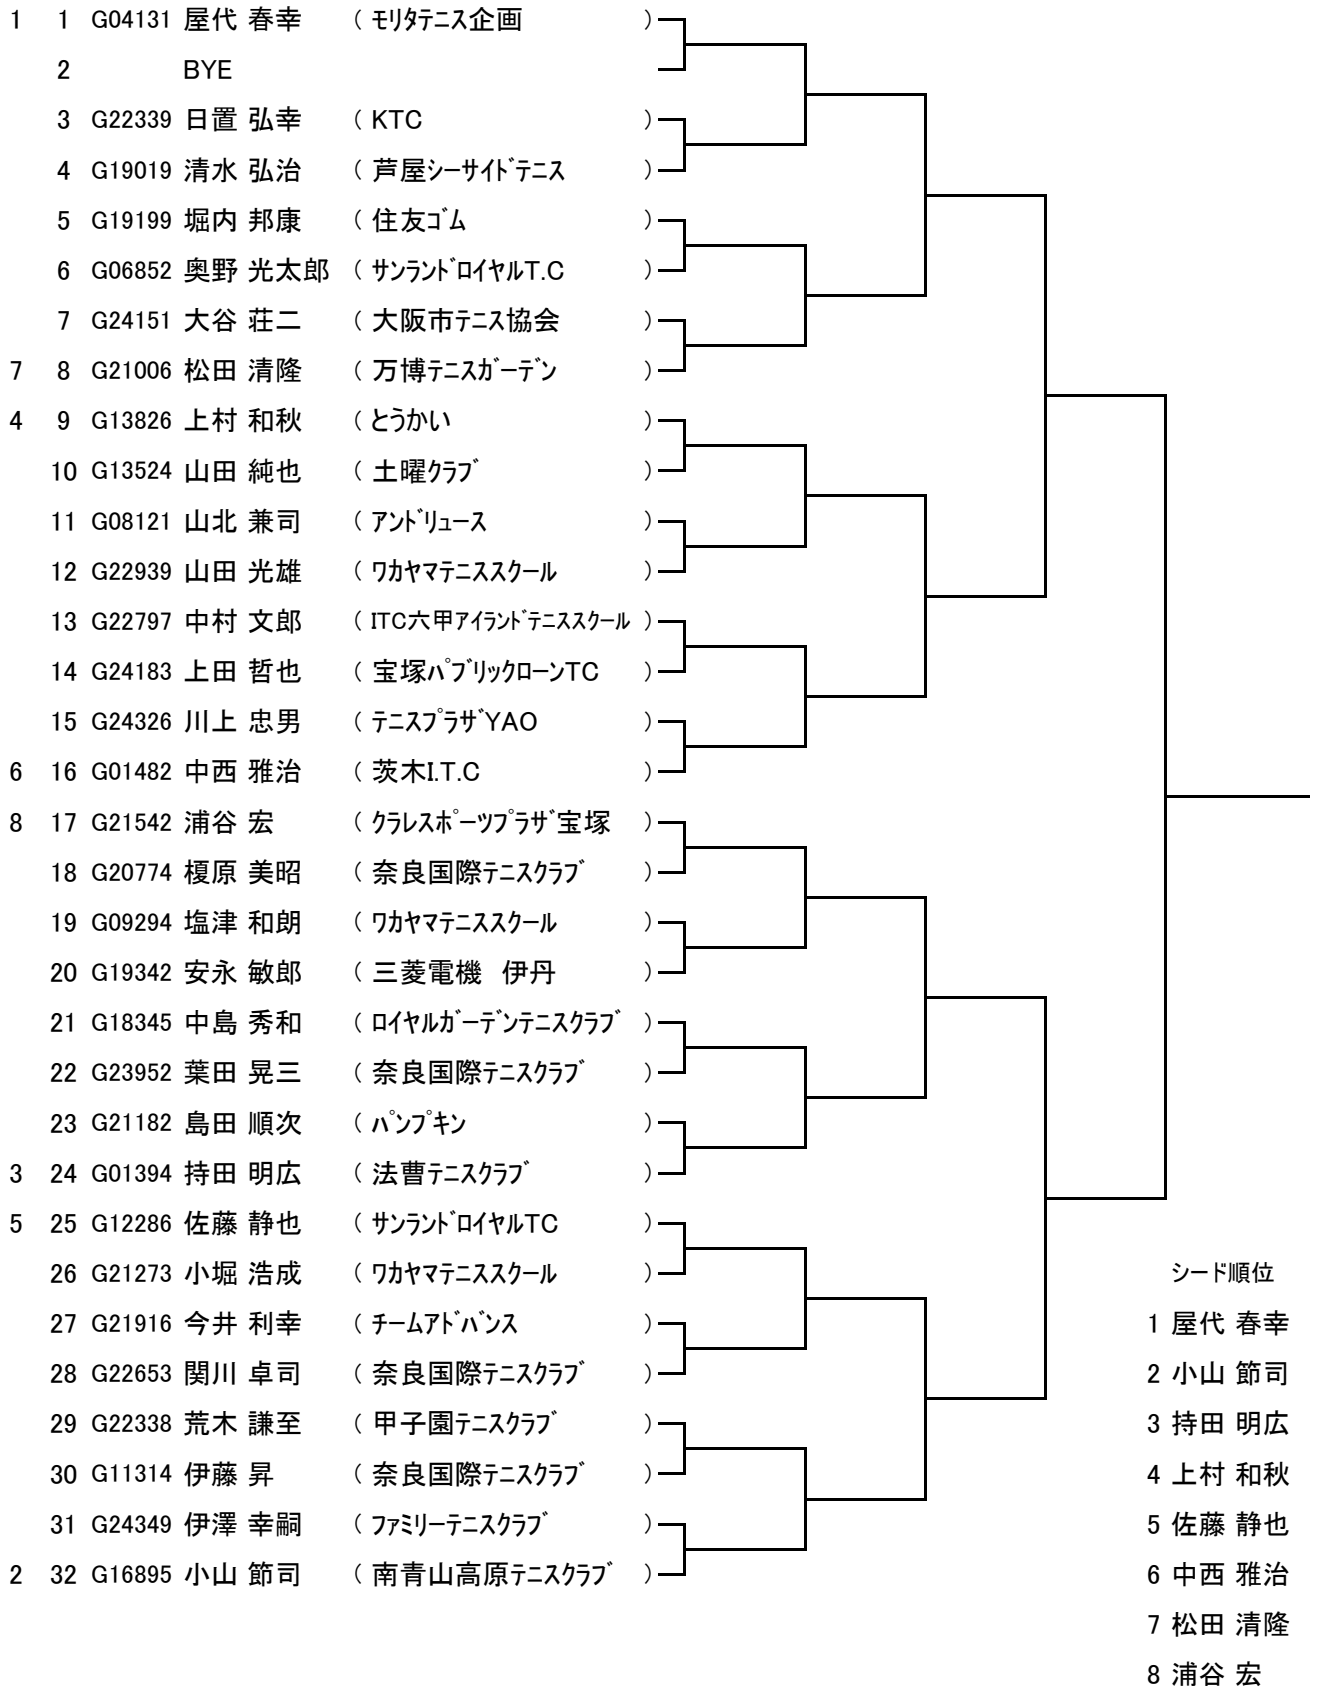 1 1 G04131 屋代 春幸 ( ﾓﾘﾀﾃﾆｽ企画 )
2 BYE
3 G22339 日置 弘幸 ( KTC )
4 G19019 清水 弘治 ( 芦屋ｼｰｻｲﾄﾞﾃﾆｽ )
5 G19199 堀内 邦康 ( 住友ｺﾞﾑ )
6 G06852 奥野 光太郎 ( ｻﾝﾗﾝﾄﾞﾛｲﾔﾙT.C )
7 G24151 大谷 荘二 ( 大阪市ﾃﾆｽ協会 )
7 8 G21006 松田 清隆 ( 万博ﾃﾆｽｶﾞｰﾃﾞﾝ )
4 9 G13826 上村 和秋 ( とうかい )
10 G13524 山田 純也 ( 土曜ｸﾗﾌﾞ )
11 G08121 山北 兼司 ( ｱﾝﾄﾞﾘｭｰｽ )
12 G22939 山田 光雄 ( ﾜｶﾔﾏﾃﾆｽｽｸｰﾙ )
13 G22797 中村 文郎 ( ITC六甲ｱｲﾗﾝﾄﾞﾃﾆｽｽｸｰﾙ )
14 G24183 上田 哲也 ( 宝塚ﾊﾟﾌﾞﾘｯｸﾛｰﾝTC )
15 G24326 川上 忠男 ( ﾃﾆｽﾌﾟﾗｻﾞYAO )
6 16 G01482 中西 雅治 ( 茨木I.T.C )
8 17 G21542 浦谷 宏 ( ｸﾗﾚｽﾎﾟｰﾂﾌﾟﾗｻﾞ宝塚 )
18 G20774 榎原 美昭 ( 奈良国際ﾃﾆｽｸﾗﾌﾞ )
19 G09294 塩津 和朗 ( ﾜｶﾔﾏﾃﾆｽｽｸｰﾙ )
20 G19342 安永 敏郎 ( 三菱電機　伊丹 )
21 G18345 中島 秀和 ( ﾛｲﾔﾙｶﾞｰﾃﾞﾝﾃﾆｽｸﾗﾌﾞ )
22 G23952 葉田 晃三 ( 奈良国際ﾃﾆｽｸﾗﾌﾞ )
23 G21182 島田 順次 ( ﾊﾟﾝﾌﾟｷﾝ )
3 24 G01394 持田 明広 ( 法曹ﾃﾆｽｸﾗﾌﾞ )
5 25 G12286 佐藤 静也 ( ｻﾝﾗﾝﾄﾞﾛｲﾔﾙTC )
26 G21273 小堀 浩成 ( ﾜｶﾔﾏﾃﾆｽｽｸｰﾙ )
27 G21916 今井 利幸 ( ﾁｰﾑｱﾄﾞﾊﾞﾝｽ )
28 G22653 関川 卓司 ( 奈良国際ﾃﾆｽｸﾗﾌﾞ )
29 G22338 荒木 謙至 ( 甲子園ﾃﾆｽｸﾗﾌﾞ )
30 G11314 伊藤 昇 ( 奈良国際ﾃﾆｽｸﾗﾌﾞ )
31 G24349 伊澤 幸嗣 ( ﾌｧﾐﾘｰﾃﾆｽｸﾗﾌﾞ )
2 32 G16895 小山 節司 ( 南青山高原ﾃﾆｽｸﾗﾌﾞ )
シード順位
1 屋代 春幸
2 小山 節司
3 持田 明広
4 上村 和秋
5 佐藤 静也
6 中西 雅治
7 松田 清隆
8 浦谷 宏